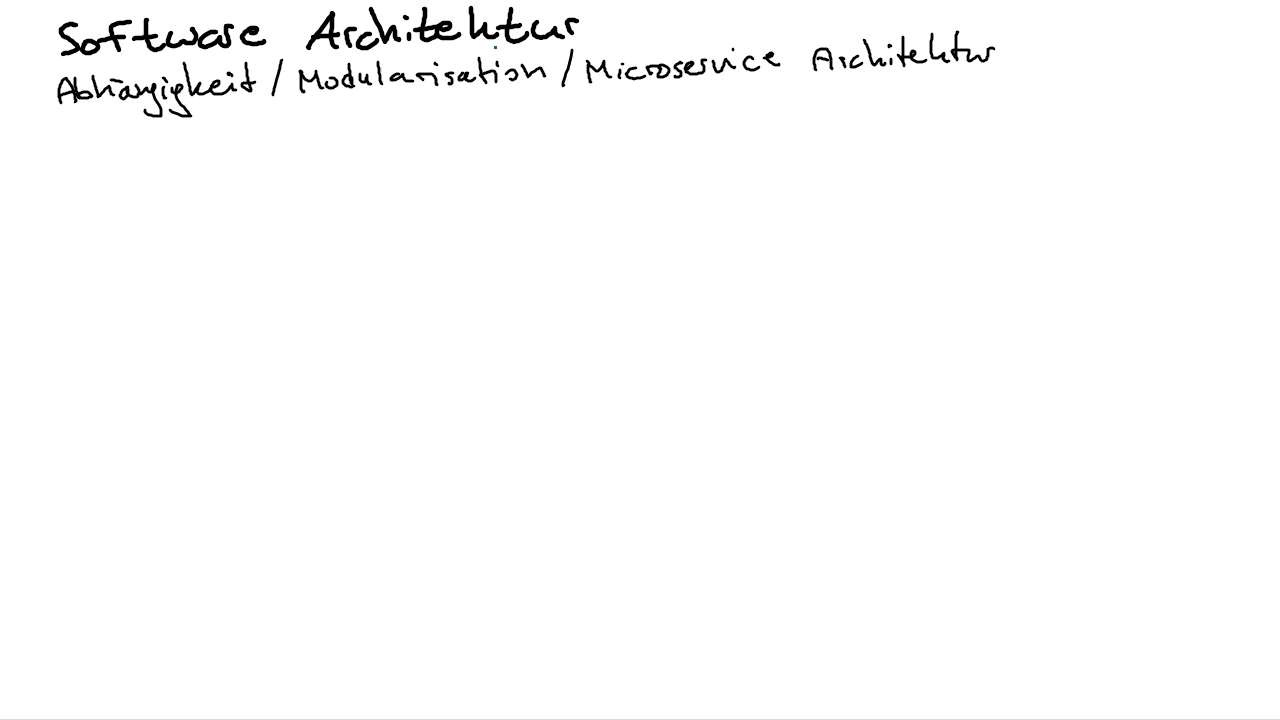 Software Architektur
Abhängigkeit / Modularisation / Microservice Architektur